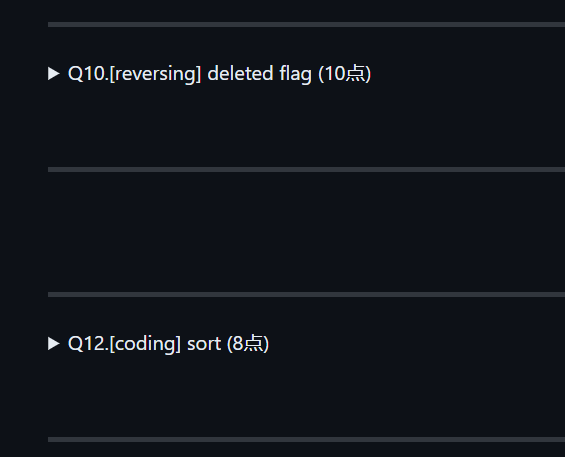 Q10.[reversing] deleted flag (10点)
Q12.[coding] sort (8点)